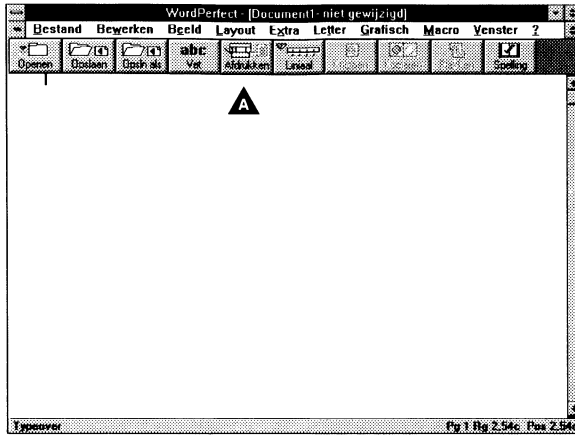 WordPerfect - [Document1 - niet gewijzigd]
Bestand Bewerken Beeld Layout Extra Letter Grafisch Macro Venster ?
abc
Openen Opslaan Opsln als Vet Afdrukken Liniaal Spelling
A
Typeover Pg 1 Rg 2.54c Pos 2.54c